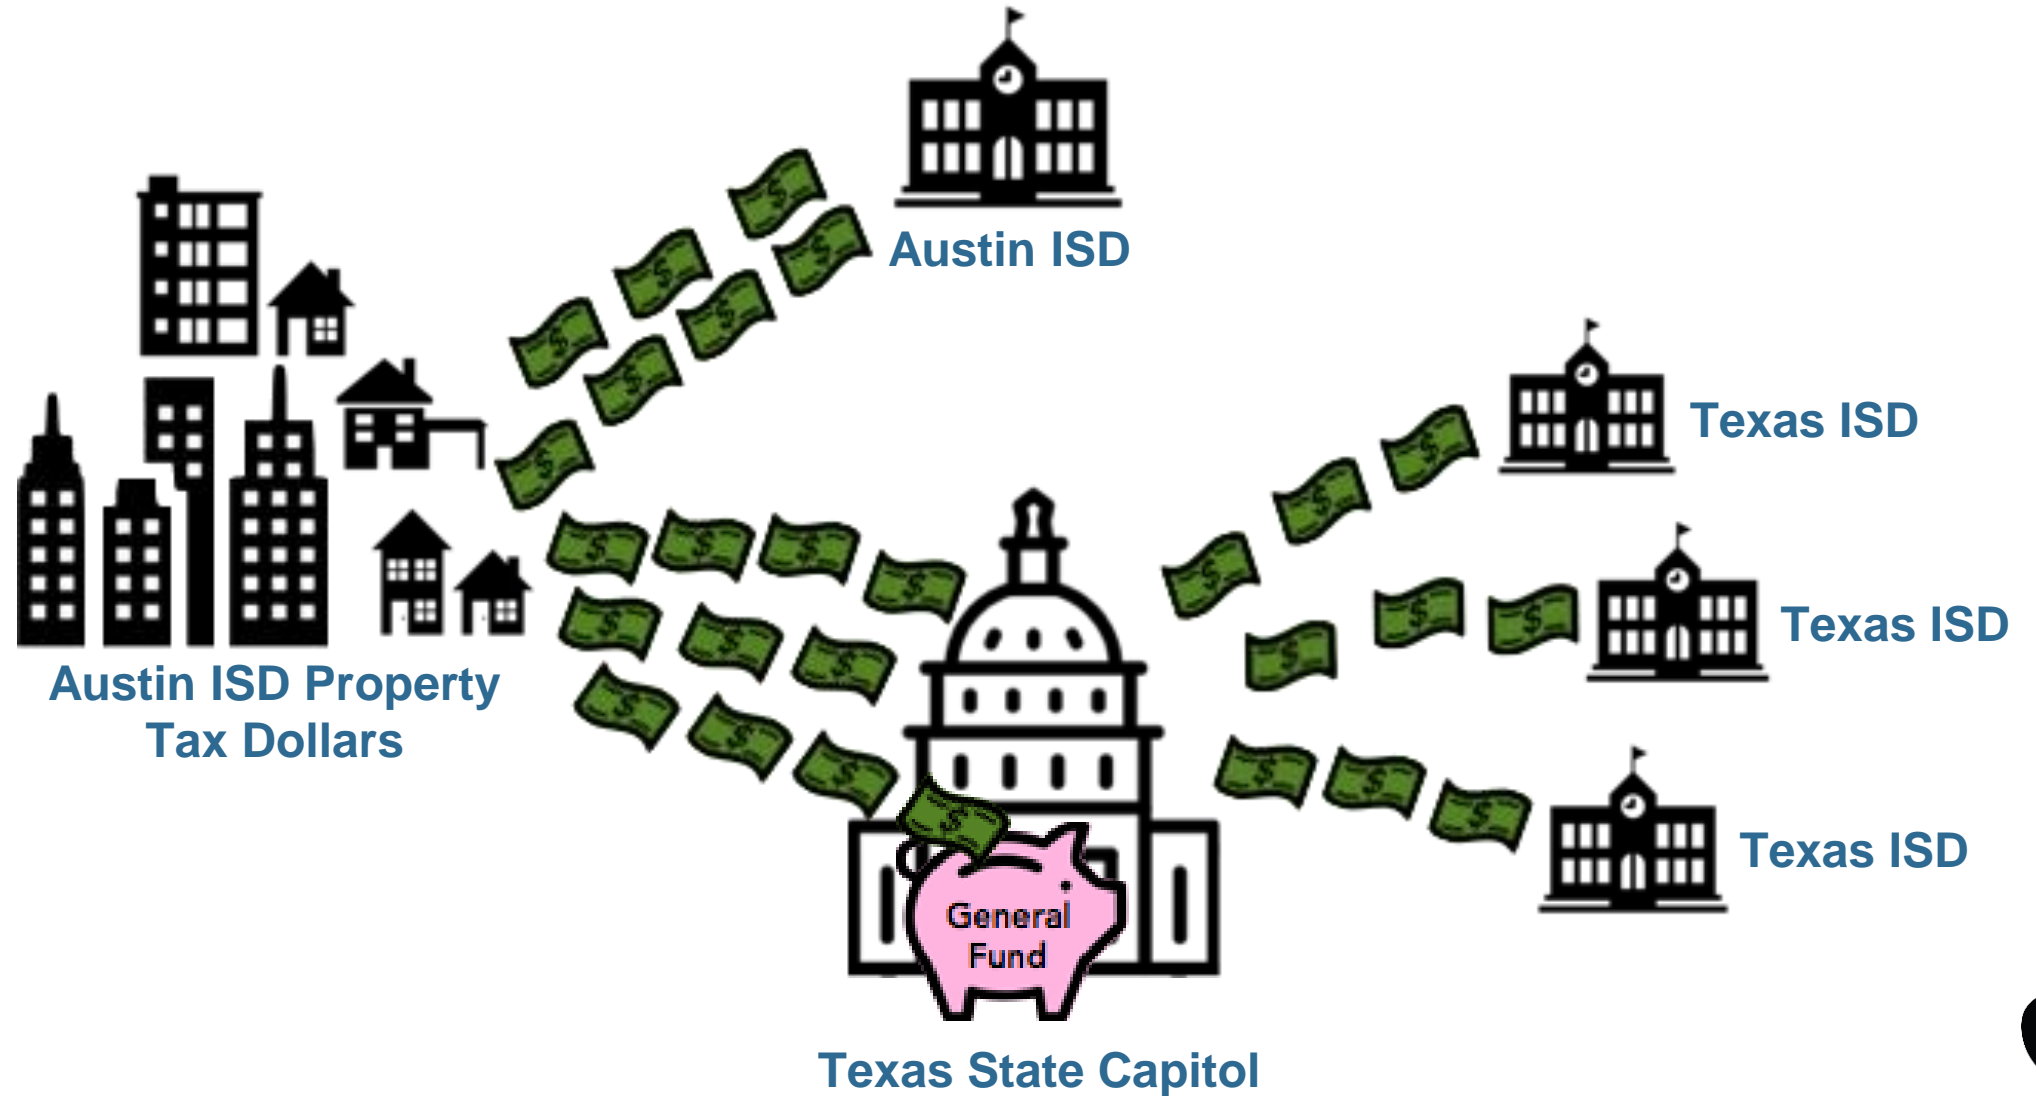 Austin ISD
Texas ISD
Texas ISD
Austin ISD Property
Tax Dollars
Texas ISD
General
Fund
Texas State Capitol